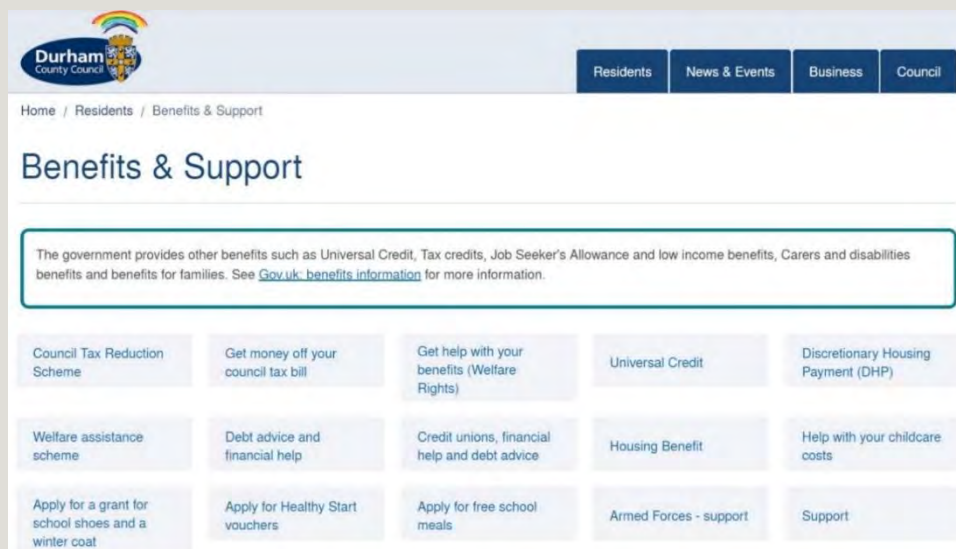 Durham
County Council
Residents
News & Events
Business
Council
Home / Residents / Benefits & Support
Benefits & Support
The government provides other benefits such as Universal Credit, Tax credits, Job Seeker's Allowance and low income benefits, Carers and disabilities
benefits and benefits for families. See Gov.uk: benefits information for more information.
Council Tax Reduction
Scheme
Get money off your
council tax bill
Get help with your
benefits (Welfare
Rights)
Universal Credit
Discretionary Housing
Payment (DHP)
Welfare assistance
scheme
Debt advice and
financial help
Credit unions, financial
help and debt advice
Housing Benefit
Help with your childcare
costs
Apply for a grant for
school shoes and a
winter coat
Apply for Healthy Start
vouchers
Apply for free school
meals
Armed Forces - support
Support